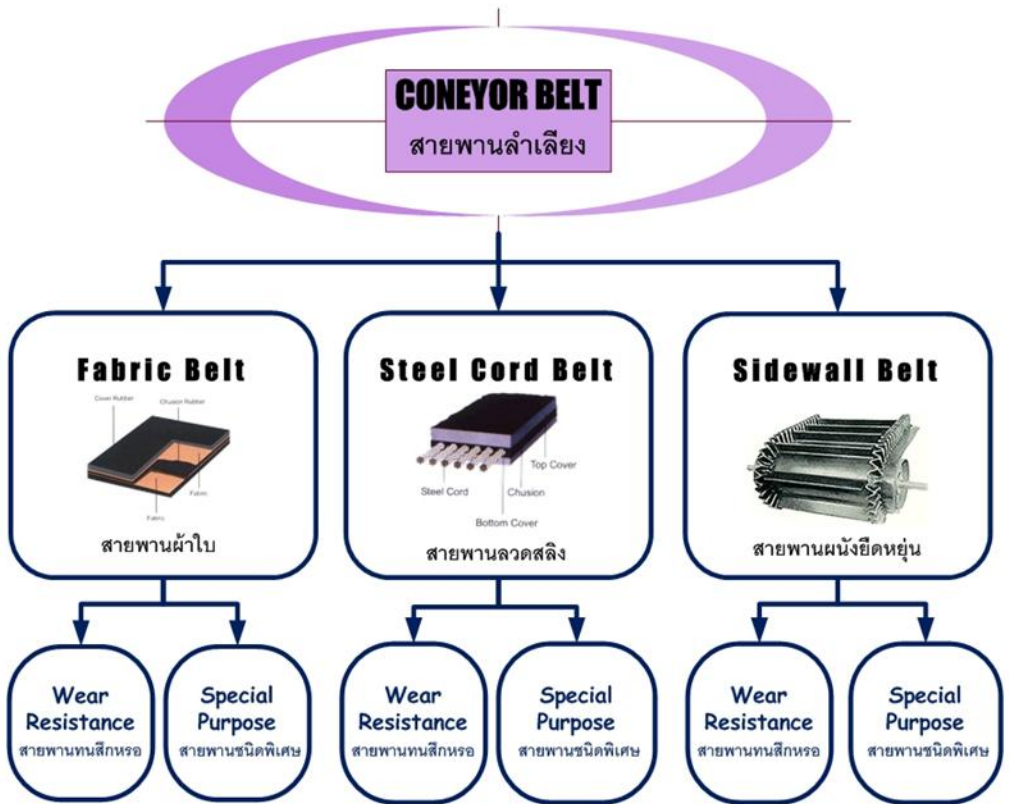 CONEYOR BELT
สายพานลำเลียง
Fabric Belt
Cover Rubber
Chusion Rubber
Fabric
Fabric
สายพานผ้าใบ
Steel Cord Belt
Top Cover
Steel Cord
Chusion
Bottom Cover
สายพานลวดสลิง
Sidewall Belt
สายพานผนังยืดหยุ่น
Wear
Resistance
สายพานทนสึกหรอ
Special
Purpose
สายพานชนิดพิเศษ
Wear
Resistance
สายพานทนสึกหรอ
Special
Purpose
สายพานชนิดพิเศษ
Wear
Resistance
สายพานทนสึกหรอ
Special
Purpose
สายพานชนิดพิเศษ